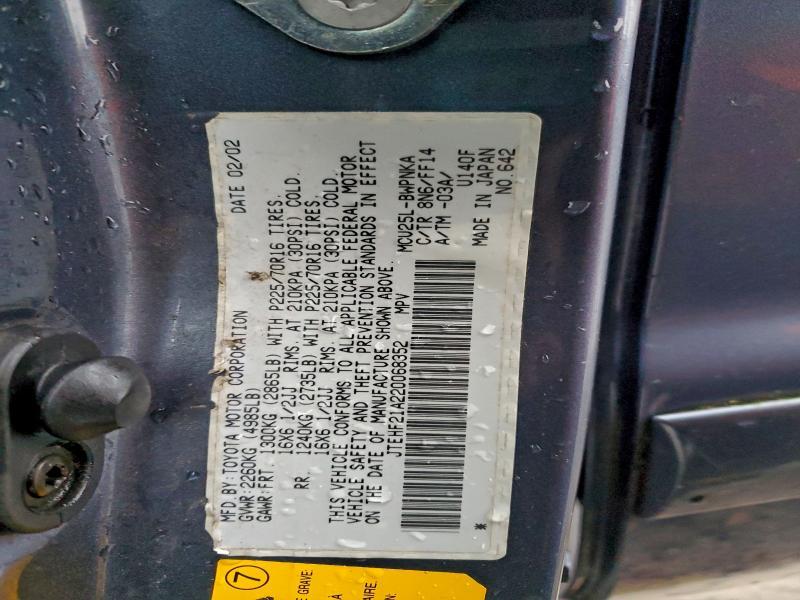 MFD. BY: TOYOTA MOTOR CORPORATION DATE 02/02
GVWR: 2260KG (4985LB)
GAWR: FRT. 1300KG (2865LB) WITH P225/70R16 TIRES.
16X6 1/2JJ RIMS. AT 210KPA (30PSI) COLD.
RR 1240KG (2735LB) WITH P225/70R16 TIRES.
16X6 1/2JJ RIMS. AT 210KPA (30PSI) COLD.
THIS VEHICLE CONFORMS TO ALL APPLICABLE FEDERAL MOTOR
VEHICLE SAFETY AND THEFT PREVENTION STANDARDS IN EFFECT
ON THE DATE OF MANUFACTURE SHOWN ABOVE.
JTEHF21A220068352 MPV
MCU25L-BWPNKA
C/TR 8N6/FF14
A/TM -03A/
U140F
MADE IN JAPAN
NO.642
*
7
E GRAVE
À
AIRE.